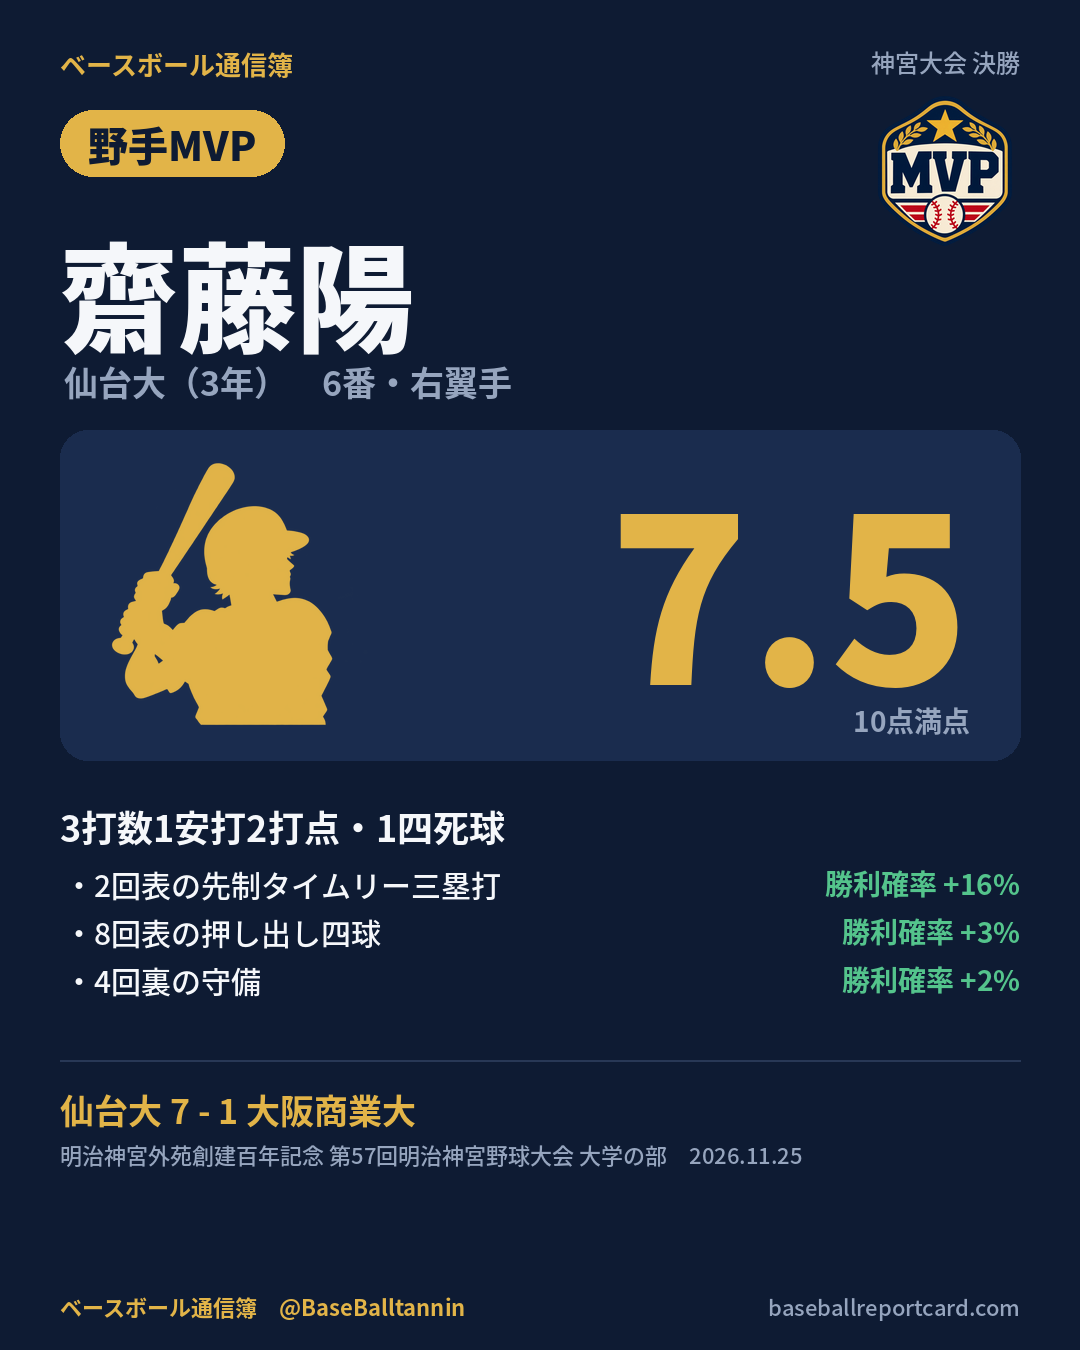 ベースボール通信簿
神宮大会 決勝
野手MVP
MVP
齋藤陽
仙台大（3年）　6番・右翼手
7.5
10点満点
3打数1安打2打点・1四死球
・2回表の先制タイムリー三塁打 勝利確率 +16%
・8回表の押し出し四球 勝利確率 +3%
・4回裏の守備 勝利確率 +2%
仙台大 7 - 1 大阪商業大
明治神宮外苑創建百年記念 第57回明治神宮野球大会 大学の部　2026.11.25
ベースボール通信簿　@BaseBalltannin
baseballreportcard.com